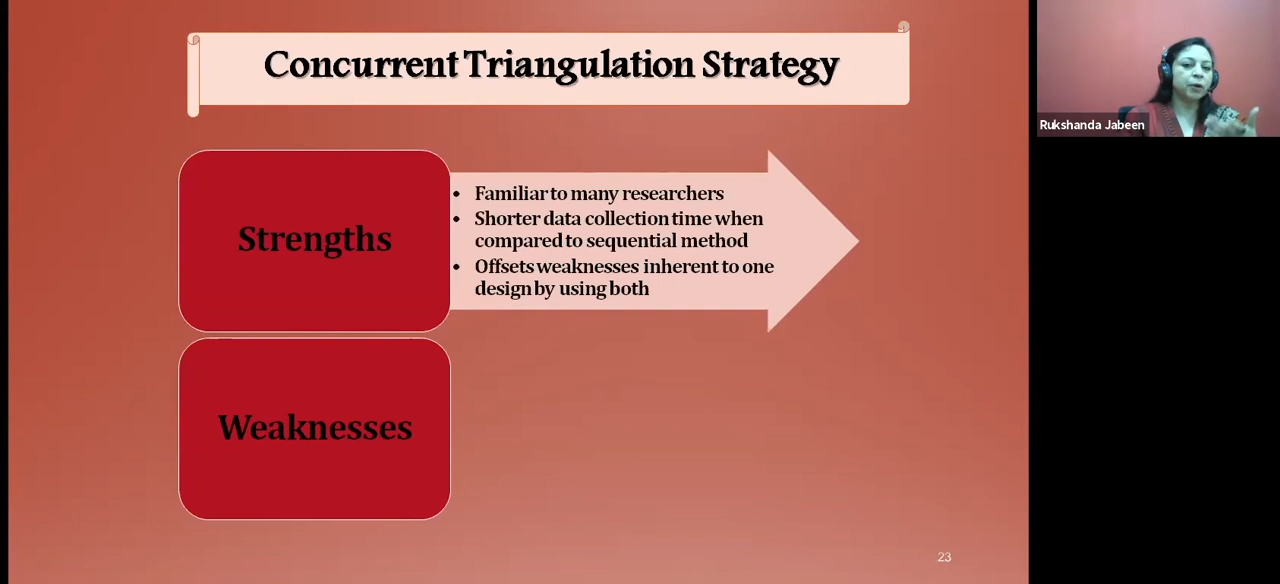 Concurrent Triangulation Strategy
Strengths
• Familiar to many researchers
• Shorter data collection time when
compared to sequential method
• Offsets weaknesses inherent to one
design by using both
Weaknesses
23
Rukshanda Jabeen